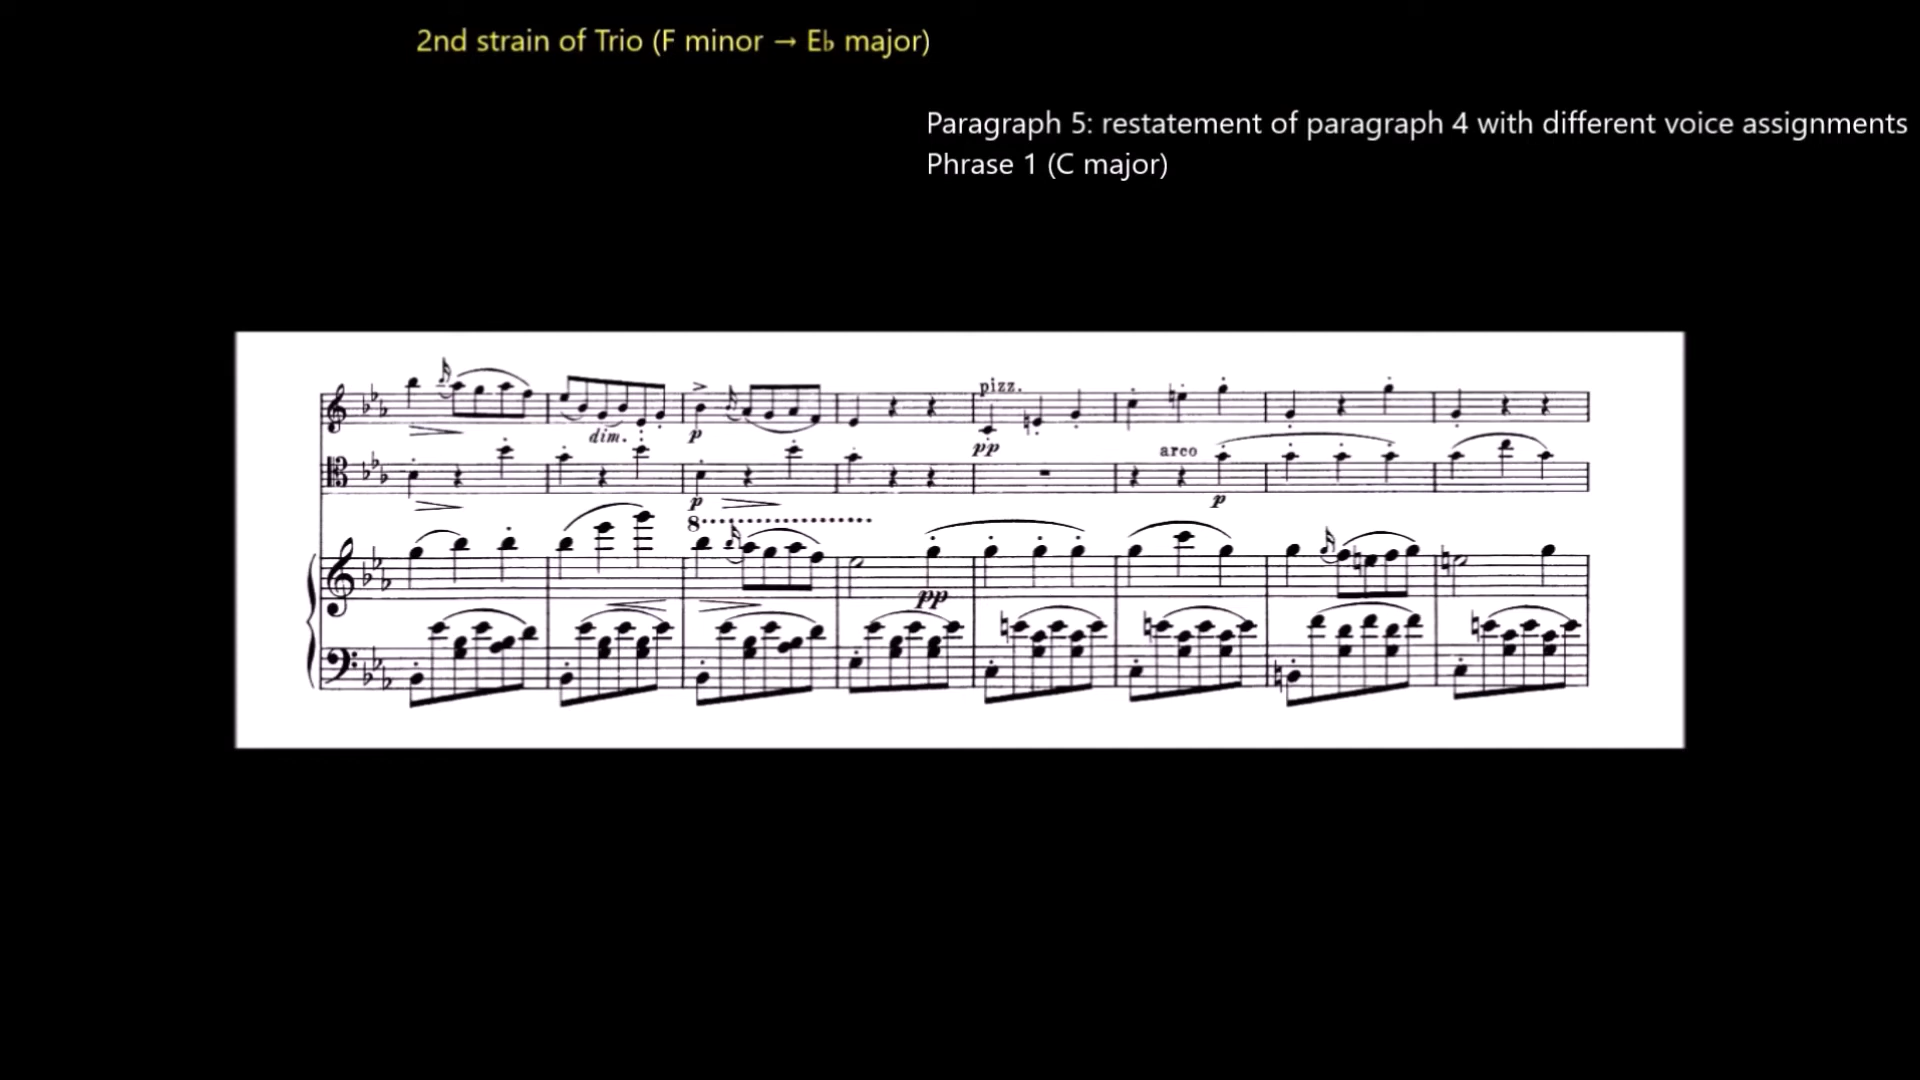 2nd strain of Trio (F minor → E♭ major)
Paragraph 5: restatement of paragraph 4 with different voice assignments
Phrase 1 (C major)
pizz.
dim.
p
pp
arco
p
p
8
pp